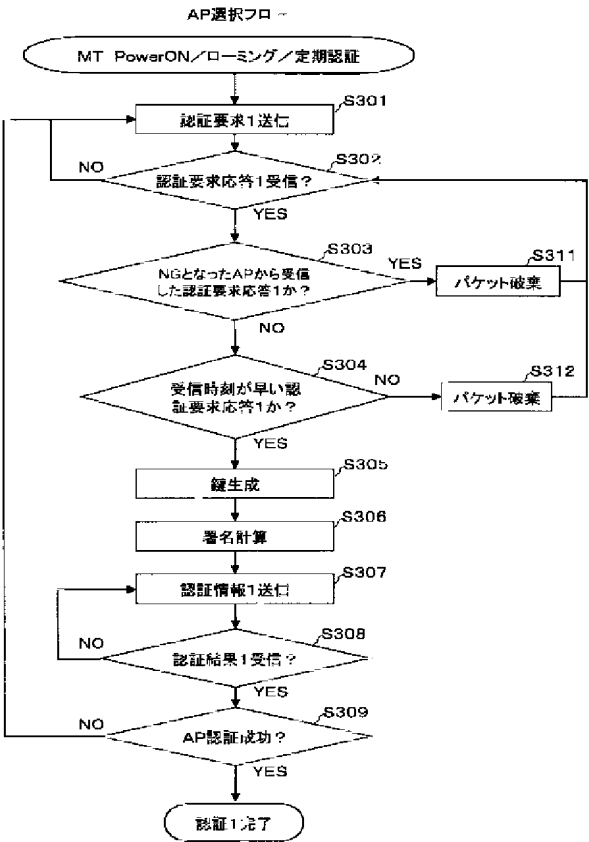 AP選択フロー
MT PowerON／ローミング／定期認証
S301
認証要求1送信
S302
認証要求応答1受信？
NO
YES
S303
NGとなったAPから受信
した認証要求応答1か？
YES
S311
パケット破棄
NO
S304
受信時刻が早い認
証要求応答1か？
NO
S312
パケット破棄
YES
S305
鍵生成
S306
署名計算
S307
認証情報1送信
S308
認証結果1受信？
NO
YES
S309
AP認証成功？
NO
YES
認証1完了